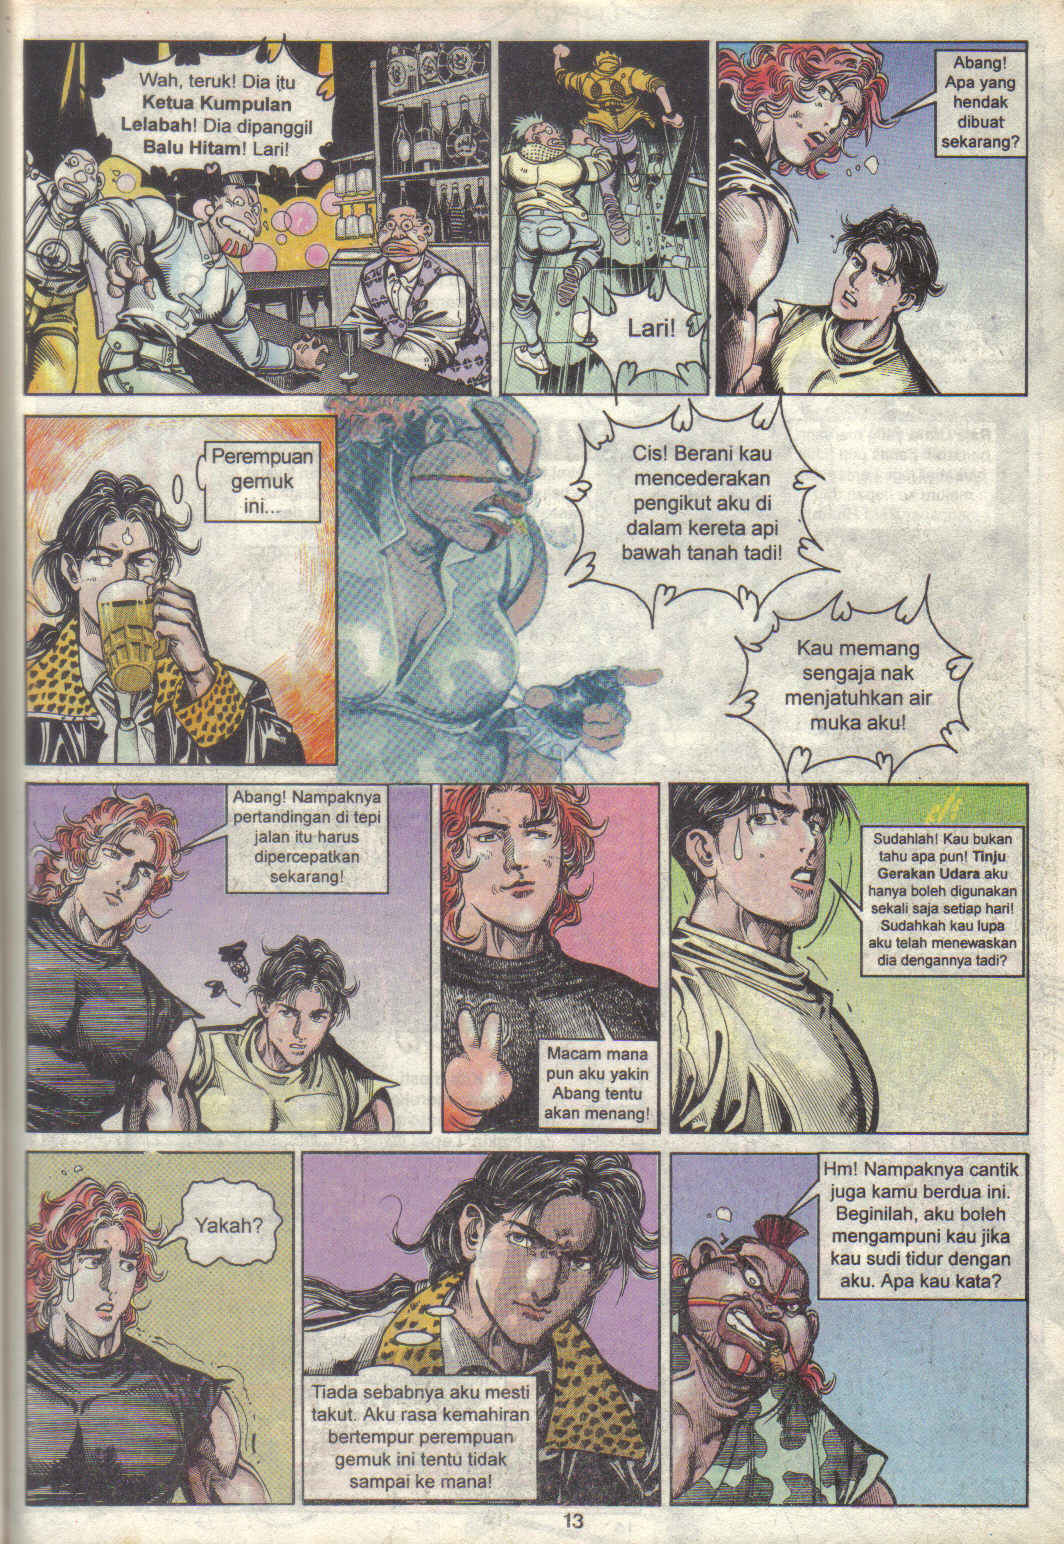 Wah, teruk! Dia itu
Ketua Kumpulan
Lelabah! Dia dipanggil
Balu Hitam! Lari!
Lari!
Abang!
Apa yang
hendak
dibuat
sekarang?
Perempuan
gemuk
ini...
Cis! Berani kau
mencederakan
pengikut aku di
dalam kereta api
bawah tanah tadi!
Kau memang
sengaja nak
menjatuhkan air
muka aku!
Abang! Nampaknya
pertandingan di tepi
jalan itu harus
dipercepatkan
sekarang!
Macam mana
pun aku yakin
Abang tentu
akan menang!
Sudahlah! Kau bukan
tahu apa pun! Tinju
Gerakan Udara aku
hanya boleh digunakan
sekali saja setiap hari!
Sudahkah kau lupa
aku telah menewaskan
dia dengannya tadi?
Yakah?
Tiada sebabnya aku mesti
takut. Aku rasa kemahiran
bertempur perempuan
gemuk ini tentu tidak
sampai ke mana!
Hm! Nampaknya cantik
juga kamu berdua ini.
Beginilah, aku boleh
mengampuni kau jika
kau sudi tidur dengan
aku. Apa kau kata?
13